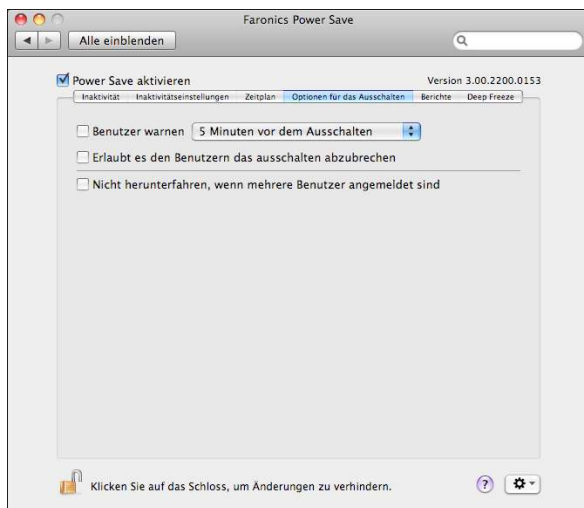 Faronics Power Save
Alle einblenden
Power Save aktivieren
Version 3.00.2200.0153
Inaktivität Inaktivitätseinstellungen Zeitplan Optionen für das Ausschalten Berichte Deep Freeze
Benutzer warnen 5 Minuten vor dem Ausschalten
Erlaubt es den Benutzern das ausschalten abzubrechen
Nicht herunterfahren, wenn mehrere Benutzer angemeldet sind
Klicken Sie auf das Schloss, um Änderungen zu verhindern.
?